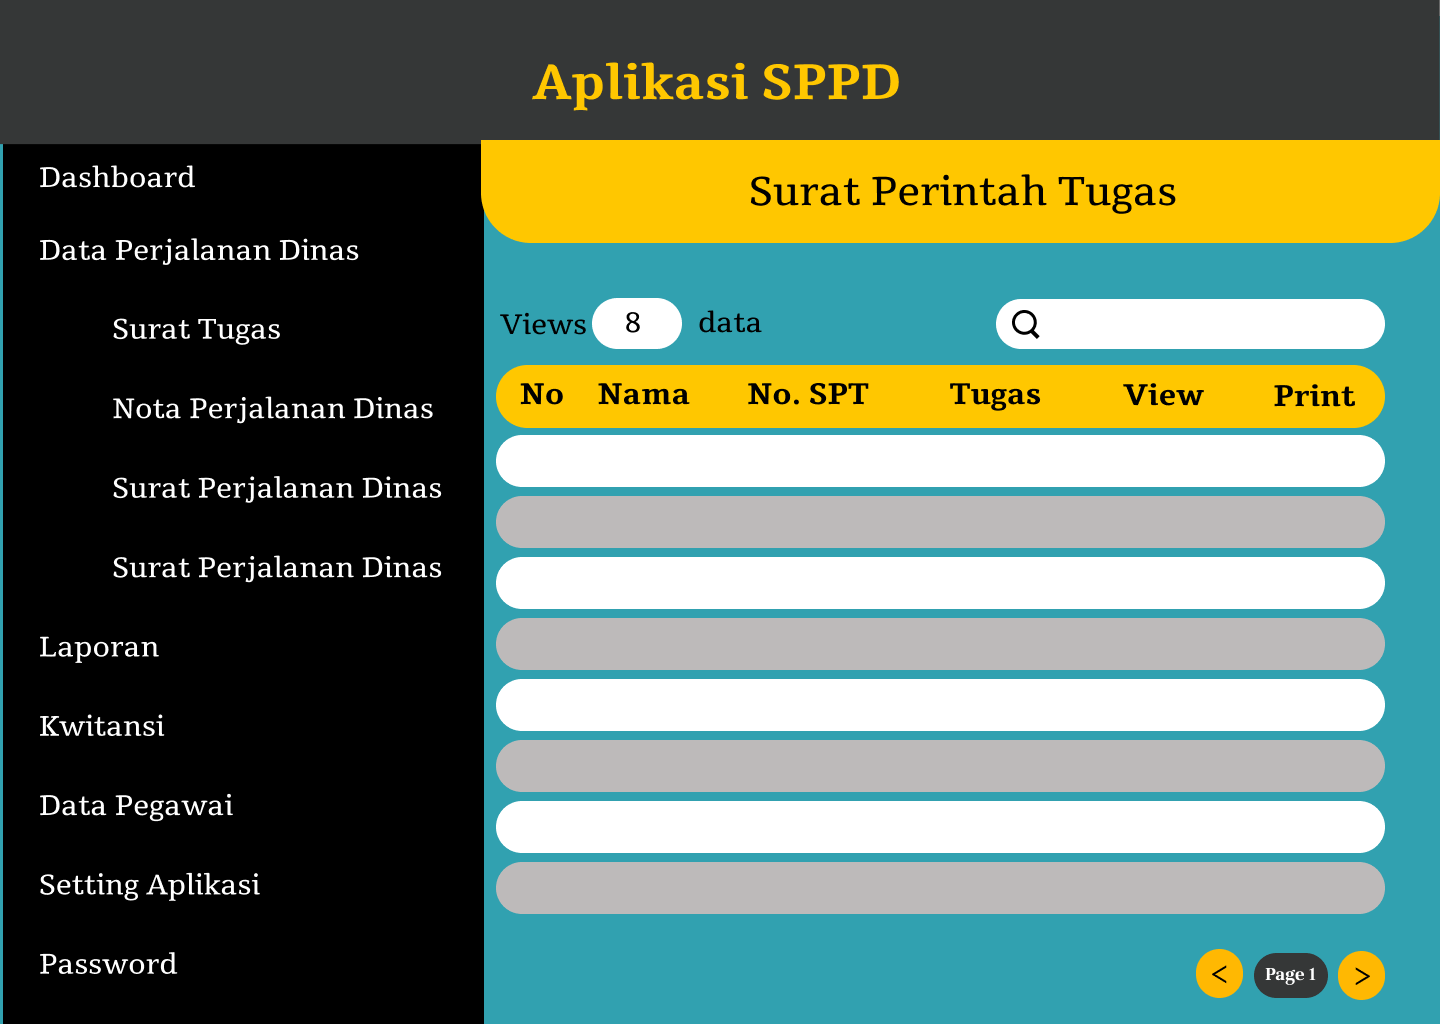 Aplikasi SPPD
Dashboard
Data Perjalanan Dinas
Surat Tugas
Nota Perjalanan Dinas
Surat Perjalanan Dinas
Surat Perjalanan Dinas
Laporan
Kwitansi
Data Pegawai
Setting Aplikasi
Password
Surat Perintah Tugas
Views 8 data
No Nama No. SPT Tugas View Print
< Page 1 >